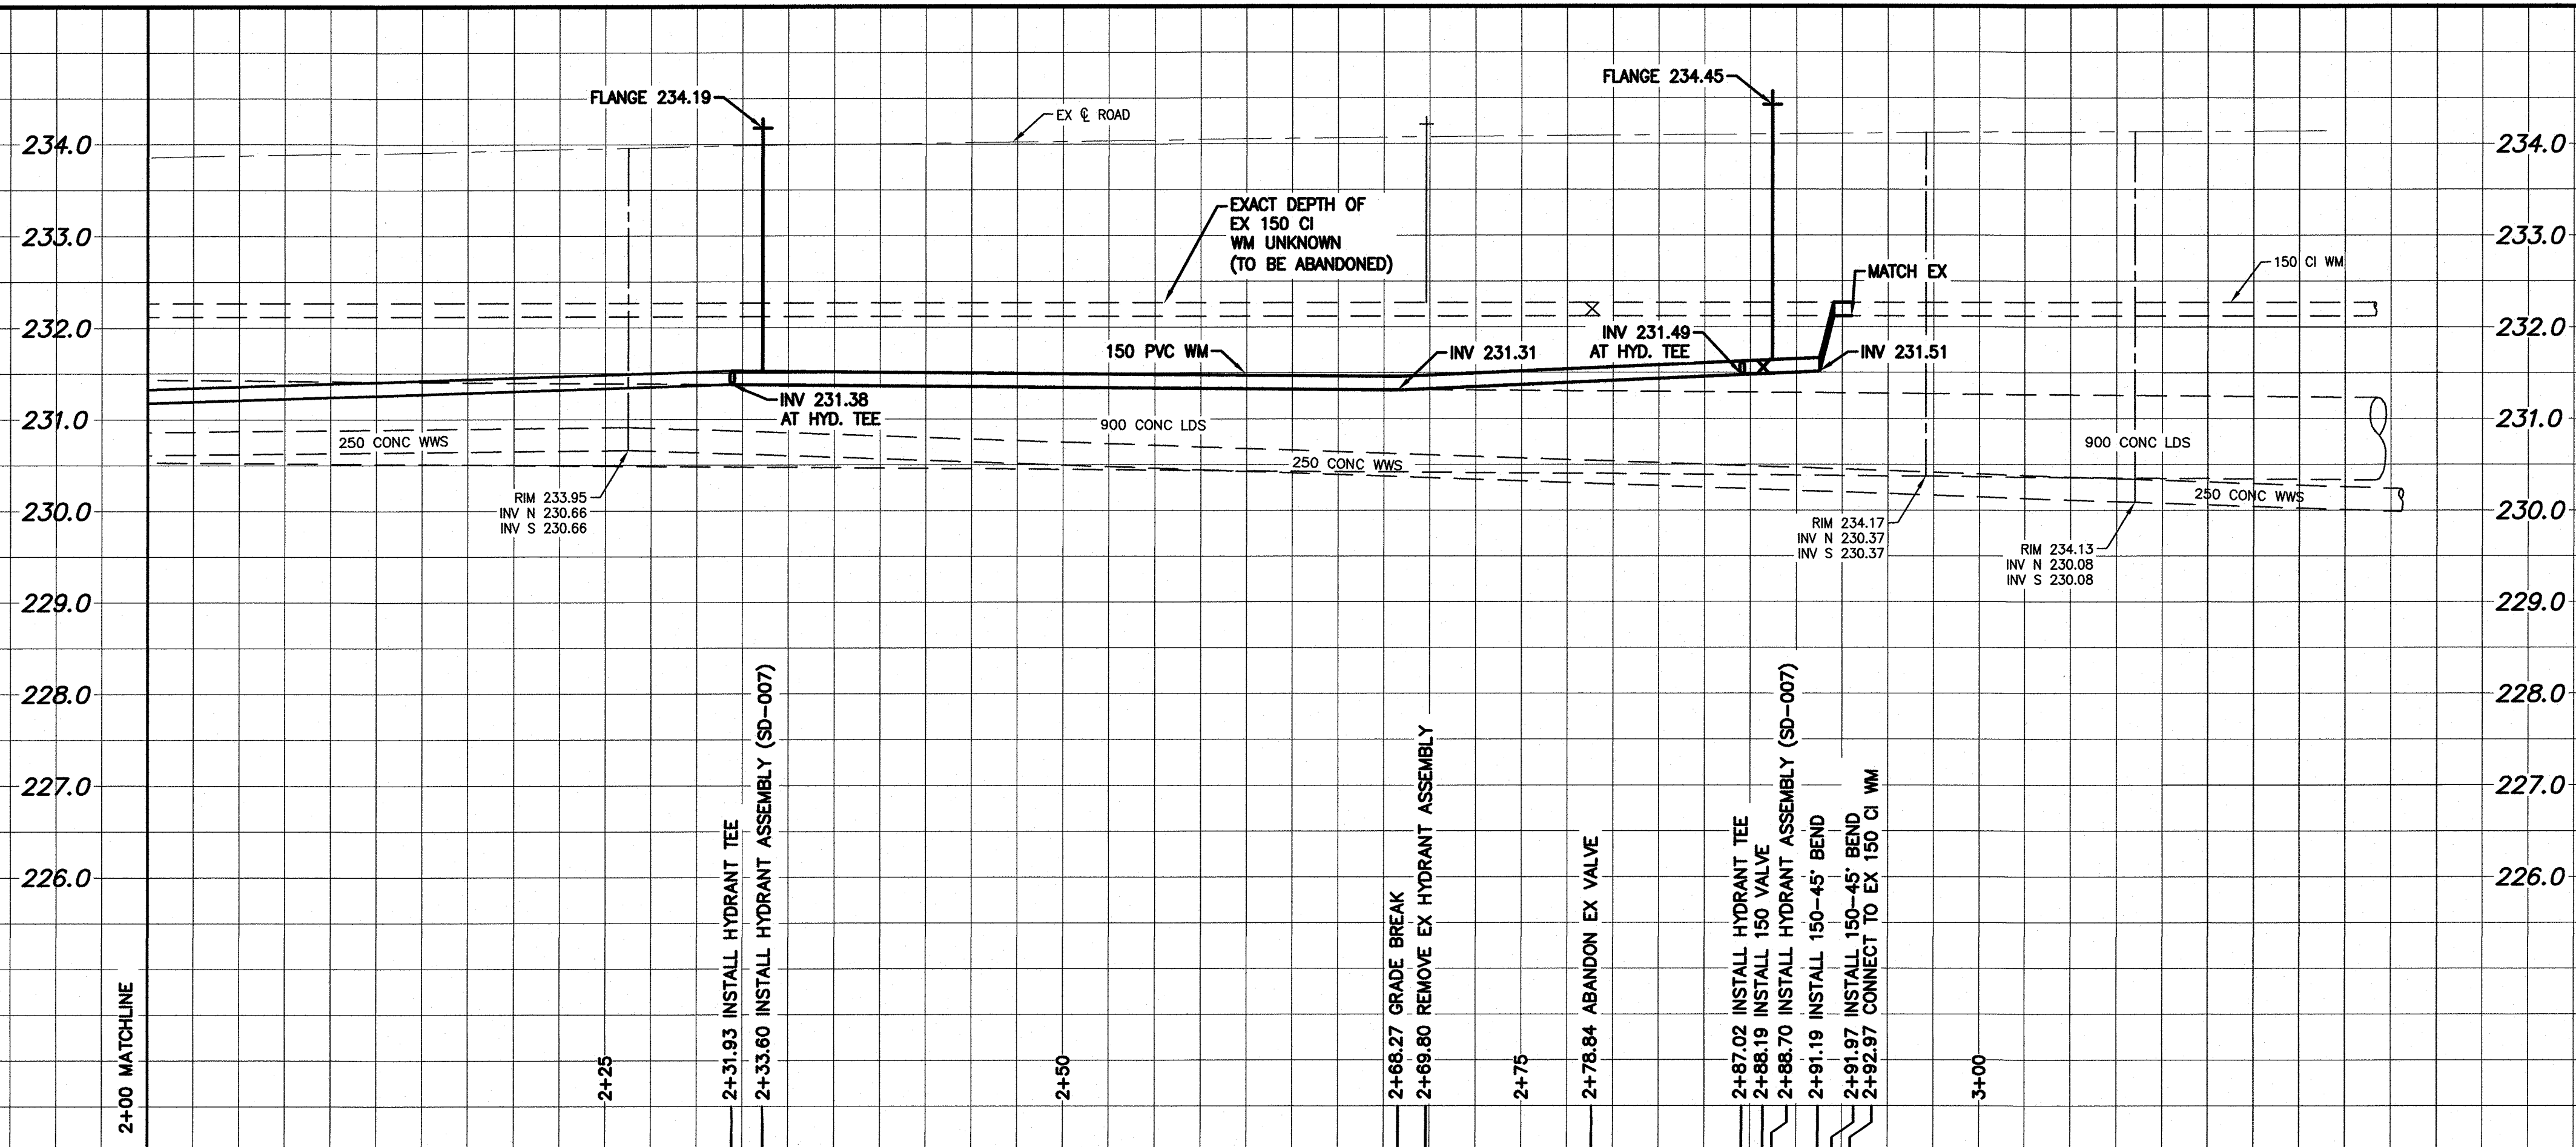 FLANGE 234.19
FLANGE 234.45
EX ℄ ROAD
234.0
234.0
EXACT DEPTH OF
EX 150 CI
WM UNKNOWN
(TO BE ABANDONED)
233.0
233.0
150 CI WM
MATCH EX
232.0
232.0
INV 231.49
AT HYD. TEE
150 PVC WM
INV 231.31
INV 231.51
INV 231.38
AT HYD. TEE
231.0
231.0
250 CONC WWS
900 CONC LDS
900 CONC LDS
250 CONC WWS
250 CONC WWS
RIM 233.95
INV N 230.66
INV S 230.66
230.0
230.0
RIM 234.17
INV N 230.37
INV S 230.37
RIM 234.13
INV N 230.08
INV S 230.08
229.0
229.0
228.0
228.0
227.0
227.0
226.0
226.0
2+00 MATCHLINE
2+25
2+31.93 INSTALL HYDRANT TEE
2+33.60 INSTALL HYDRANT ASSEMBLY (SD-007)
2+50
2+68.27 GRADE BREAK
2+69.80 REMOVE EX HYDRANT ASSEMBLY
2+75
2+78.84 ABANDON EX VALVE
2+87.02 INSTALL HYDRANT TEE
2+88.19 INSTALL 150 VALVE
2+88.70 INSTALL HYDRANT ASSEMBLY (SD-007)
2+91.19 INSTALL 150-45° BEND
2+91.97 INSTALL 150-45° BEND
2+92.97 CONNECT TO EX 150 CI WM
3+00